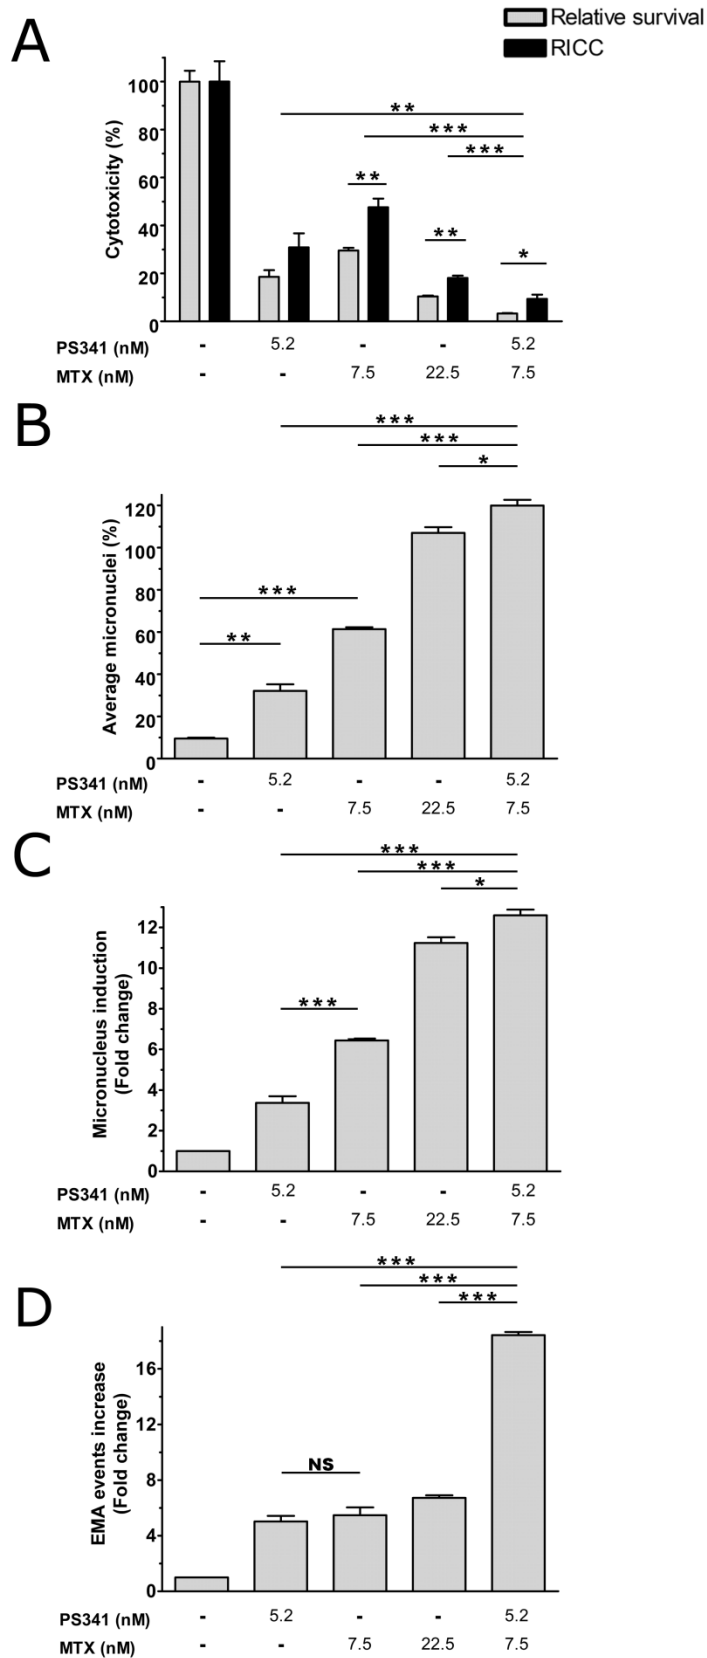 A
Relative survival
RICC
**
***
***
** ** *
Cytotoxicity (%)
100
80
60
40
20
0
PS341 (nM) - 5.2 - - 5.2
MTX (nM) - - 7.5 22.5 7.5
B
***
***
*
***
**
Average micronuclei (%)
120
100
80
60
40
20
0
PS341 (nM) - 5.2 - - 5.2
MTX (nM) - - 7.5 22.5 7.5
C
***
***
*
***
Micronucleus induction
(Fold change)
12
10
8
6
4
2
0
PS341 (nM) - 5.2 - - 5.2
MTX (nM) - - 7.5 22.5 7.5
D
***
***
***
NS
EMA events increase
(Fold change)
16
12
8
4
0
PS341 (nM) - 5.2 - - 5.2
MTX (nM) - - 7.5 22.5 7.5